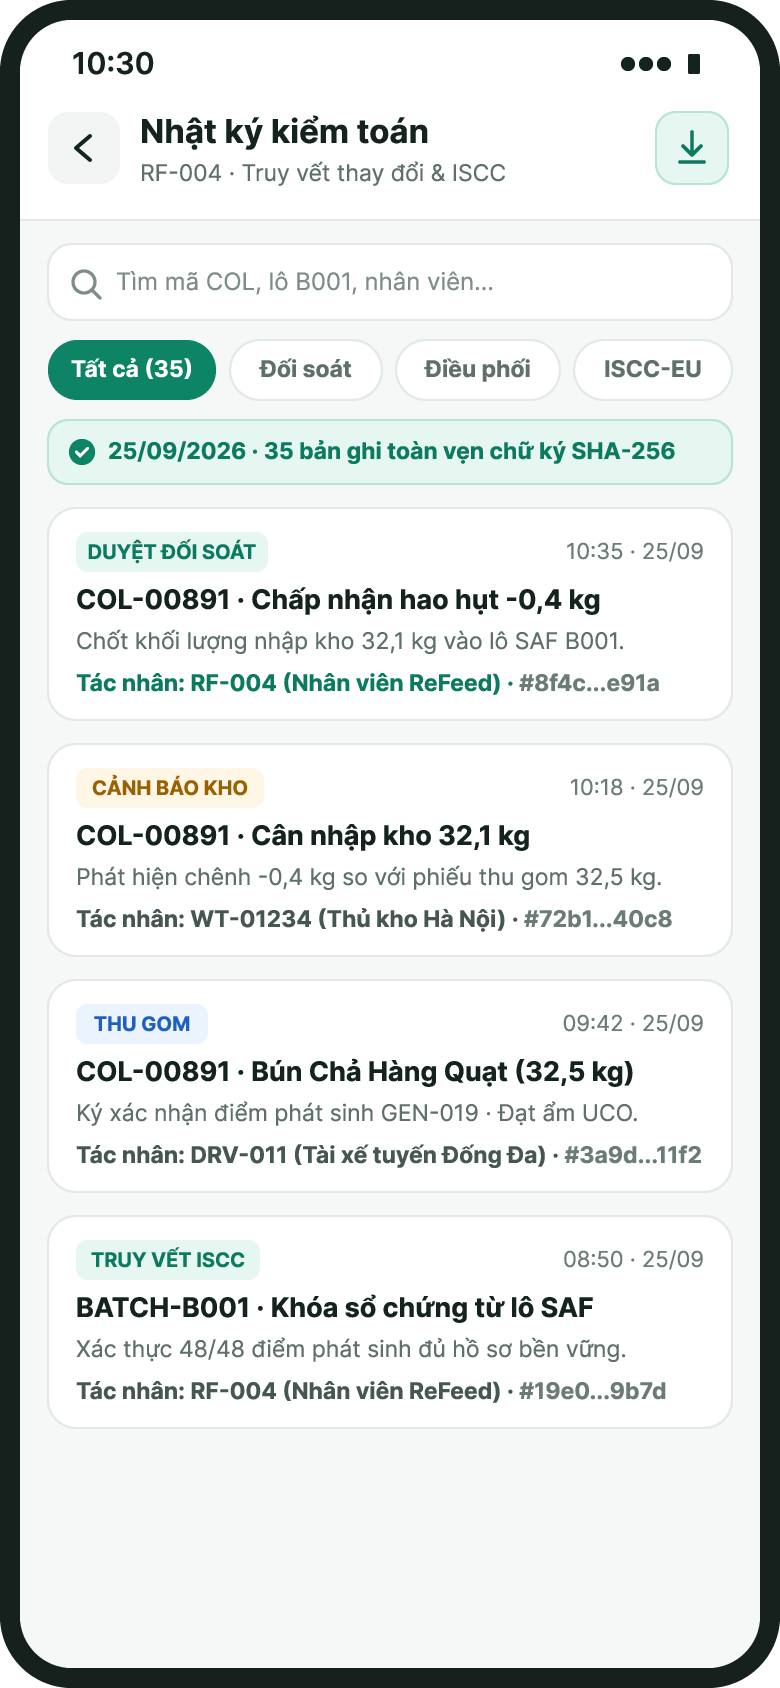 10:30
Nhật ký kiểm toán
RF-004 · Truy vết thay đổi & ISCC
Tìm mã COL, lô B001, nhân viên...
Tất cả (35)
Đối soát
Điều phối
ISCC-EU
25/09/2026 · 35 bản ghi toàn vẹn chữ ký SHA-256
DUYỆT ĐỐI SOÁT
10:35 · 25/09
COL-00891 · Chấp nhận hao hụt -0,4 kg
Chốt khối lượng nhập kho 32,1 kg vào lô SAF B001.
Tác nhân: RF-004 (Nhân viên ReFeed) · #8f4c...e91a
CẢNH BÁO KHO
10:18 · 25/09
COL-00891 · Cân nhập kho 32,1 kg
Phát hiện chênh -0,4 kg so với phiếu thu gom 32,5 kg.
Tác nhân: WT-01234 (Thủ kho Hà Nội) · #72b1...40c8
THU GOM
09:42 · 25/09
COL-00891 · Bún Chả Hàng Quạt (32,5 kg)
Ký xác nhận điểm phát sinh GEN-019 · Đạt ẩm UCO.
Tác nhân: DRV-011 (Tài xế tuyến Đống Đa) · #3a9d...11f2
TRUY VẾT ISCC
08:50 · 25/09
BATCH-B001 · Khóa sổ chứng từ lô SAF
Xác thực 48/48 điểm phát sinh đủ hồ sơ bền vững.
Tác nhân: RF-004 (Nhân viên ReFeed) · #19e0...9b7d